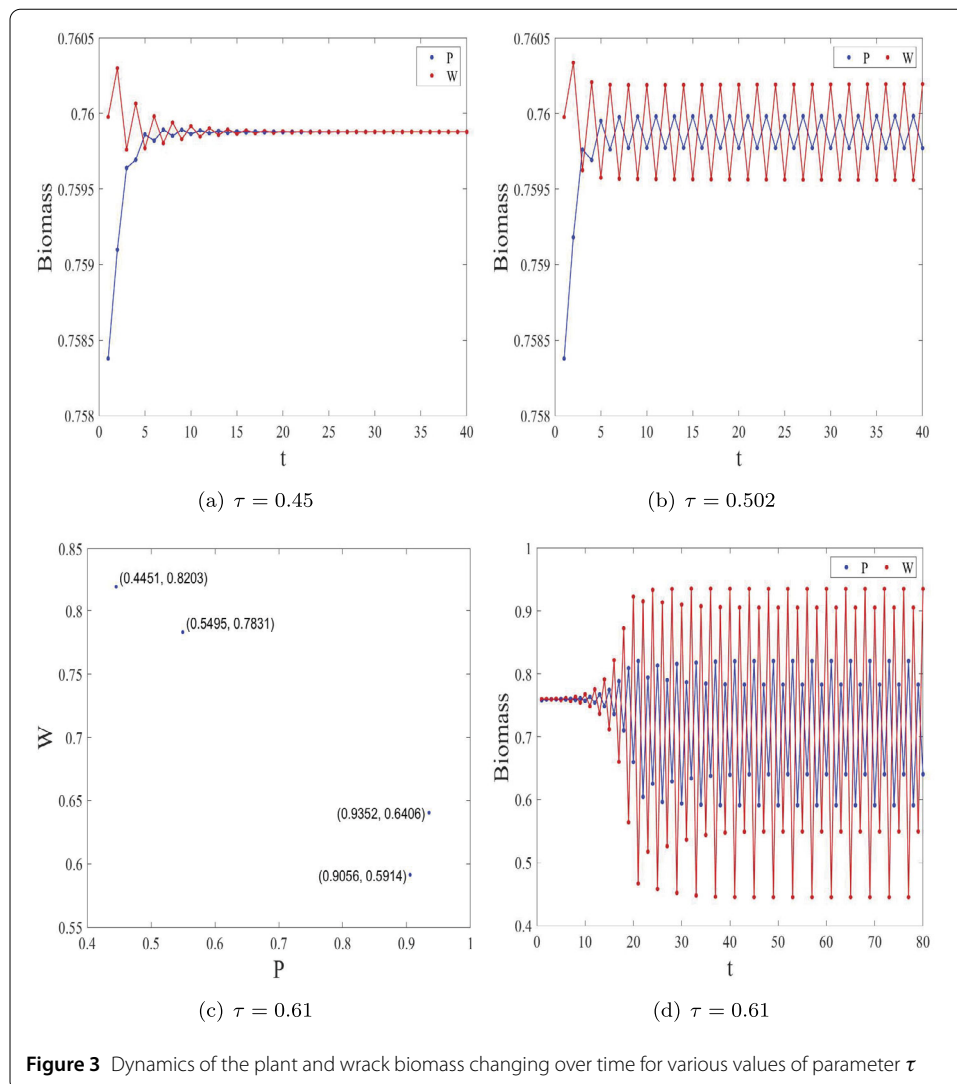 0.7605
0.76
0.7595
0.759
0.7585
0.758
Biomass
P
W
0 5 10 15 20 25 30 35 40
t
(a) τ = 0.45
0.7605
0.76
0.7595
0.759
0.7585
0.758
Biomass
P W
0 5 10 15 20 25 30 35 40
t
(b) τ = 0.502
0.85
0.8
0.75
0.7
0.65
0.6
0.55
W
(0.4451, 0.8203)
(0.5495, 0.7831)
(0.9352, 0.6406)
(0.9056, 0.5914)
0.4 0.5 0.6 0.7 0.8 0.9 1
P
(c) τ = 0.61
1
0.9
0.8
0.7
0.6
0.5
0.4
Biomass
P W
0 10 20 30 40 50 60 70 80
t
(d) τ = 0.61
Figure 3 Dynamics of the plant and wrack biomass changing over time for various values of parameter τ